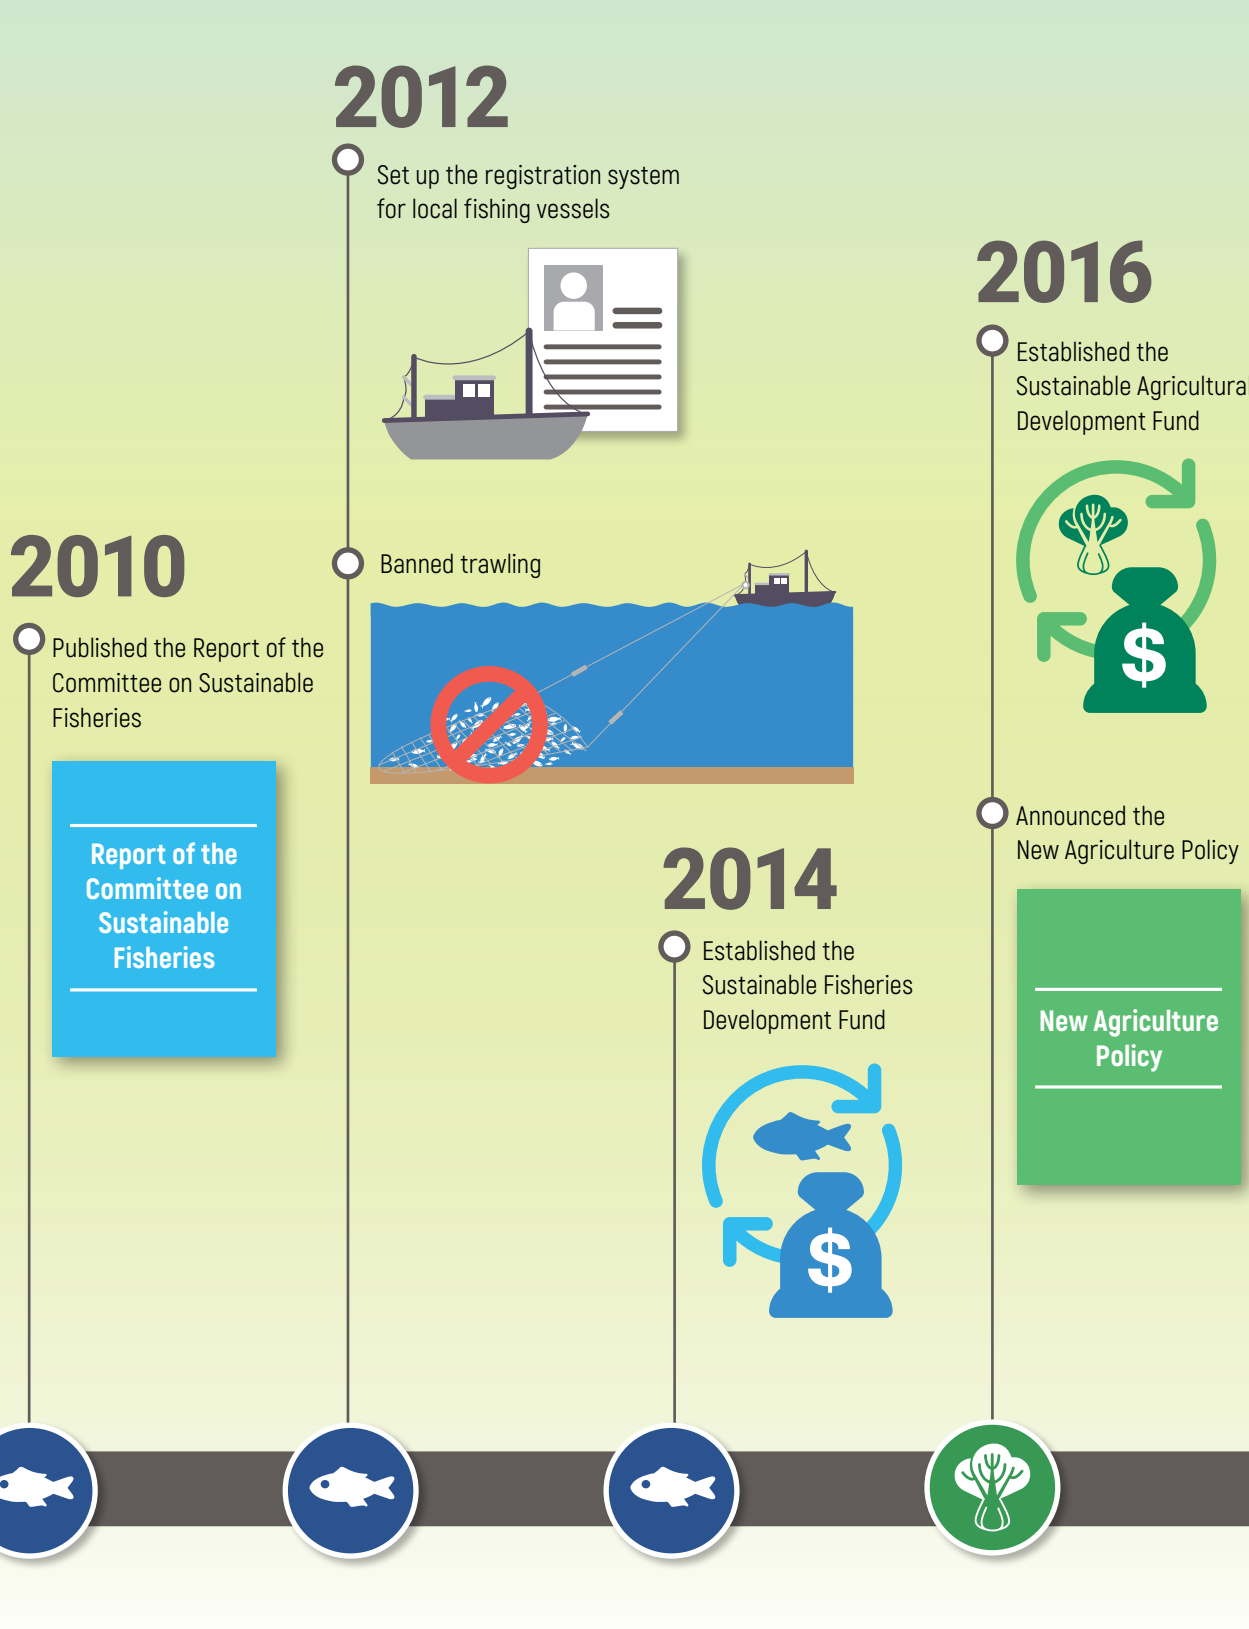 2010
Published the Report of the
Committee on Sustainable
Fisheries
Report of the
Committee on
Sustainable
Fisheries
2012
Set up the registration system
for local fishing vessels
Banned trawling
2014
Established the
Sustainable Fisheries
Development Fund
$
2016
Established the
Sustainable Agricultural
Development Fund
$
Announced the
New Agriculture Policy
New Agriculture
Policy